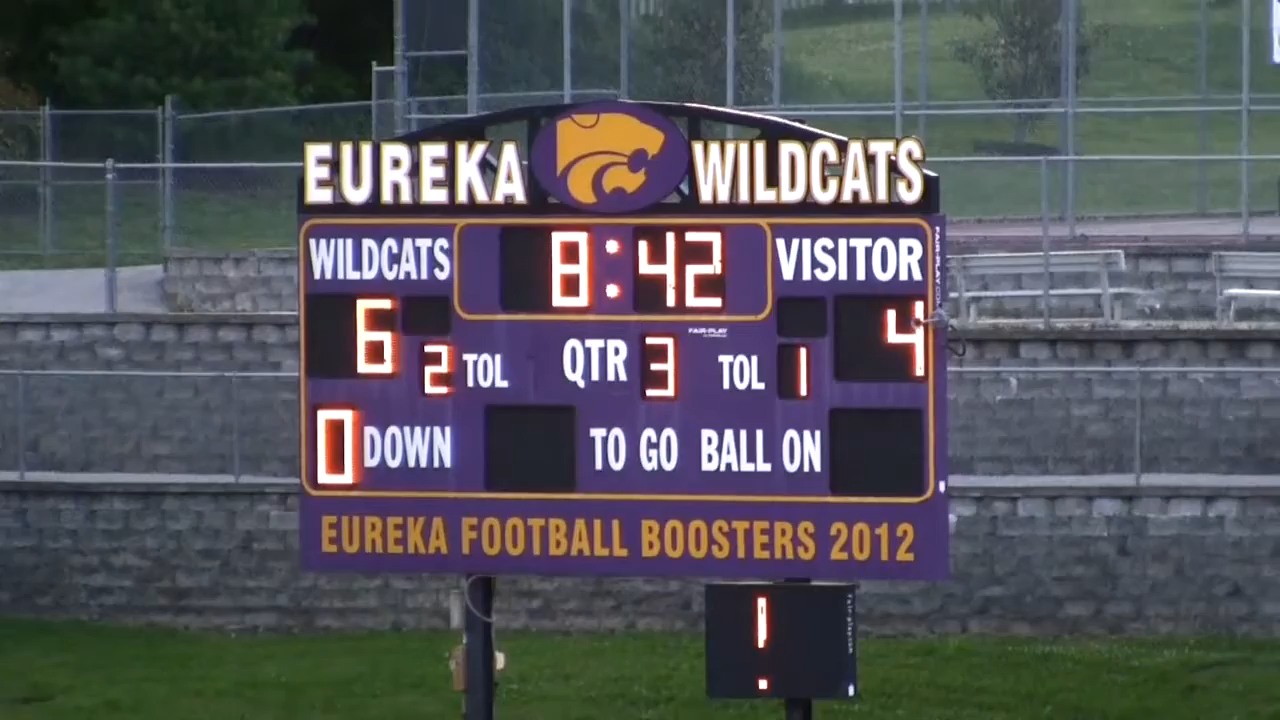 EUREKA WILDCATS
WILDCATS 8:42 VISITOR
6 4
FAIR-PLAY
2 TOL QTR 3 TOL 1
0 DOWN TO GO BALL ON
EUREKA FOOTBALL BOOSTERS 2012